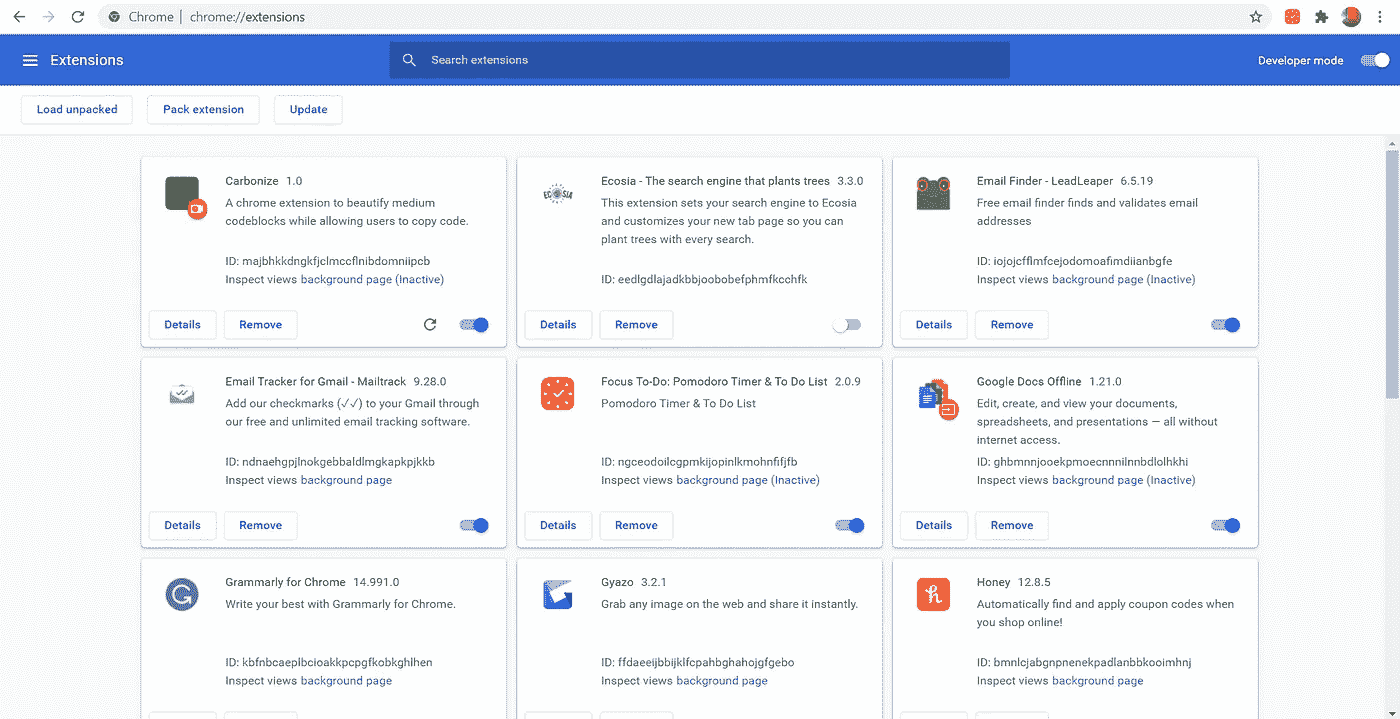 Chrome | chrome://extensions
Extensions
Search extensions
Developer mode
Load unpacked
Pack extension
Update
Carbonize 1.0
A chrome extension to beautify medium
codeblocks while allowing users to copy code.
ID: majbhkkdngkfjclmccflnibdomniipcb
Inspect views background page (Inactive)
Details
Remove
ECOSIA
Ecosia - The search engine that plants trees 3.3.0
This extension sets your search engine to Ecosia
and customizes your new tab page so you can
plant trees with every search.
ID: eedlgdlajadkbbjoobobefphmfkcchfk
Details
Remove
Email Finder - LeadLeaper 6.5.19
Free email finder finds and validates email
addresses
ID: iojojcfflmfcejodomoafimdiianbgfe
Inspect views background page (Inactive)
Details
Remove
Email Tracker for Gmail - Mailtrack 9.28.0
Add our checkmarks (✓✓) to your Gmail through
our free and unlimited email tracking software.
ID: ndnaehgpjlnokgebbaldlmgkapkpjkkb
Inspect views background page
Details
Remove
Focus To-Do: Pomodoro Timer & To Do List 2.0.9
Pomodoro Timer & To Do List
ID: ngceodoilcgpmkijopinlkmohnfifjfb
Inspect views background page (Inactive)
Details
Remove
Google Docs Offline 1.21.0
Edit, create, and view your documents,
spreadsheets, and presentations — all without
internet access.
ID: ghbmnnjooekpmoecnnnilnnbdlolhkhi
Inspect views background page (Inactive)
Details
Remove
Grammarly for Chrome 14.991.0
Write your best with Grammarly for Chrome.
ID: kbfnbcaeplbcioakkpcpgfkobkghlhen
Inspect views background page
Gyazo 3.2.1
Grab any image on the web and share it instantly.
ID: ffdaeeijbbijklfcpahbghahojgfgebo
Inspect views background page
Honey 12.8.5
Automatically find and apply coupon codes when
you shop online!
ID: bmnlcjabgnpnenekpadlanbbkooimhnj
Inspect views background page